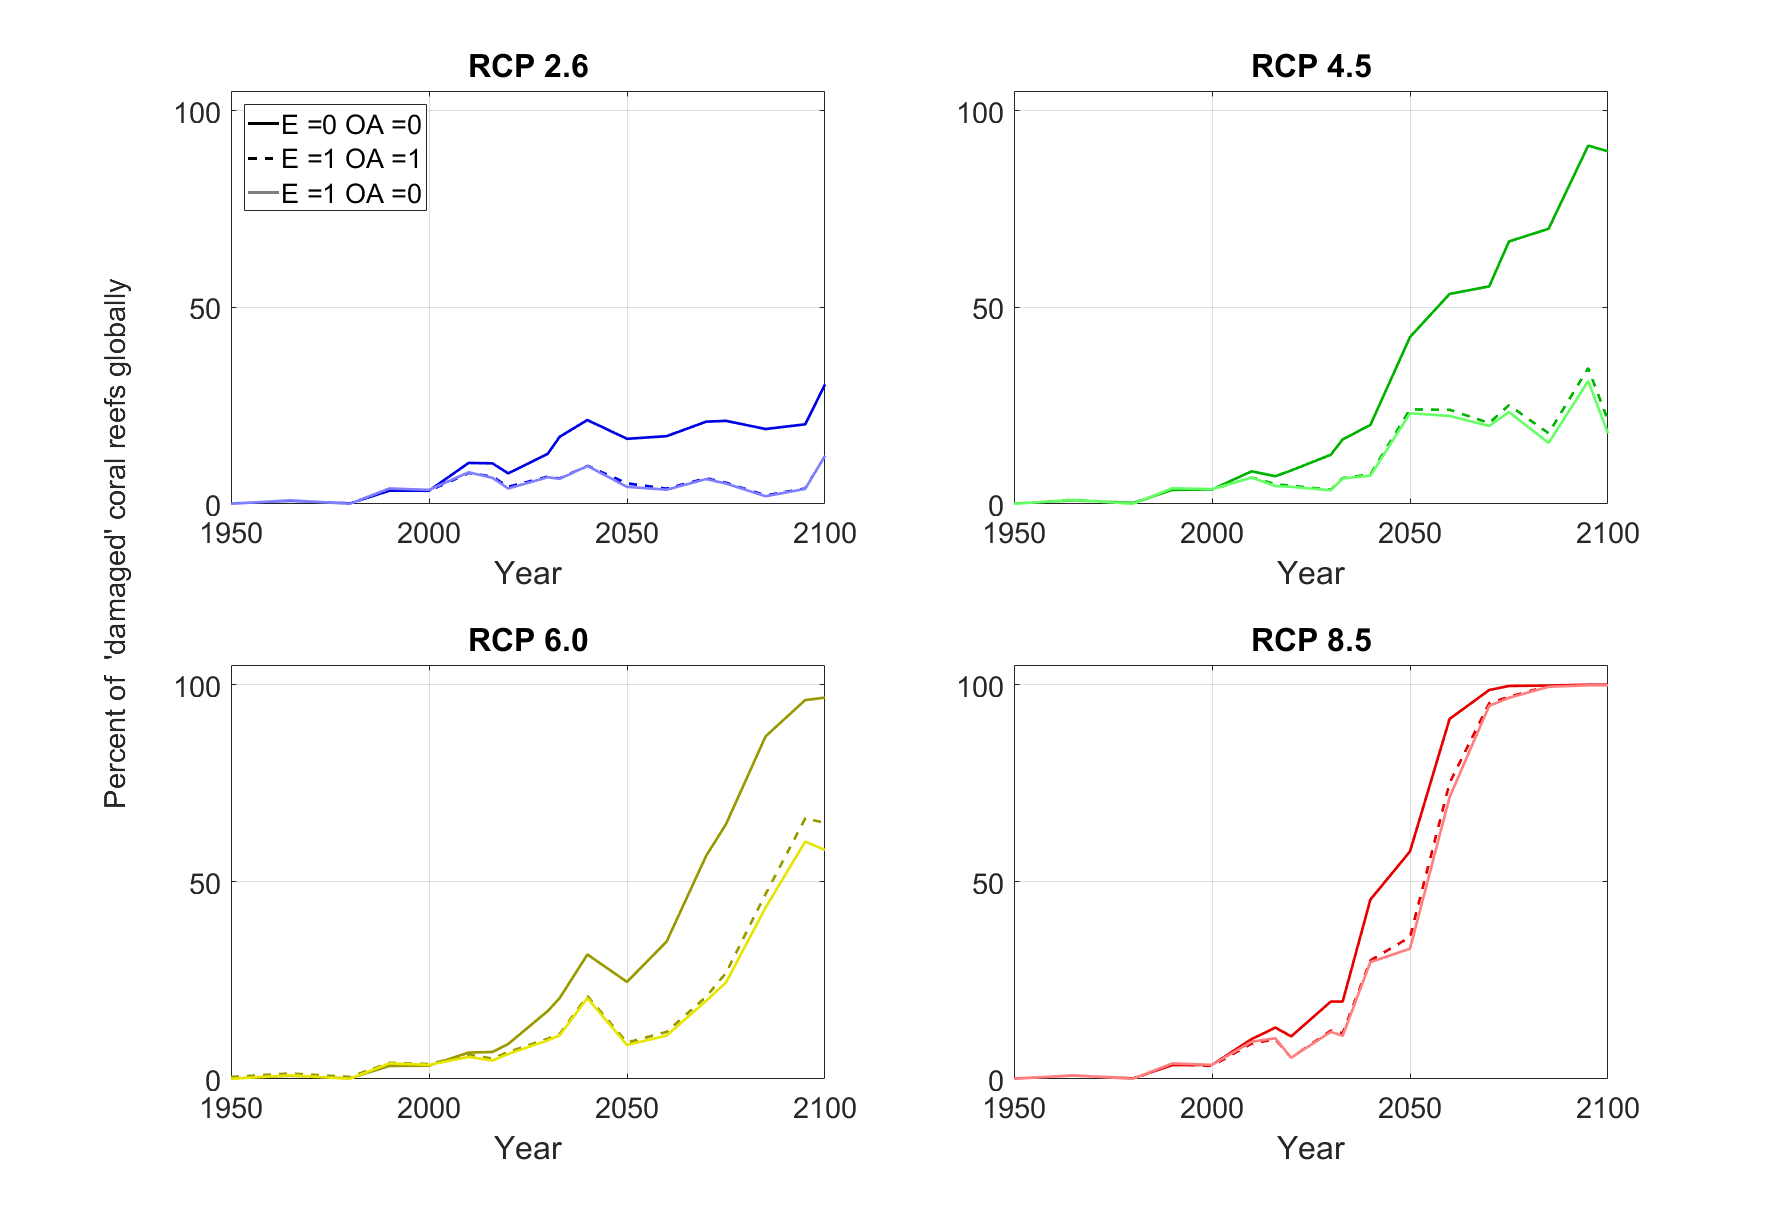 Percent of 'damaged' coral reefs globally
RCP 2.6
100
50
0
E =0 OA =0
E =1 OA =1
E =1 OA =0
1950 2000 2050 2100
Year
RCP 4.5
100
50
0
1950 2000 2050 2100
Year
RCP 6.0
100
50
0
1950 2000 2050 2100
Year
RCP 8.5
100
50
0
1950 2000 2050 2100
Year